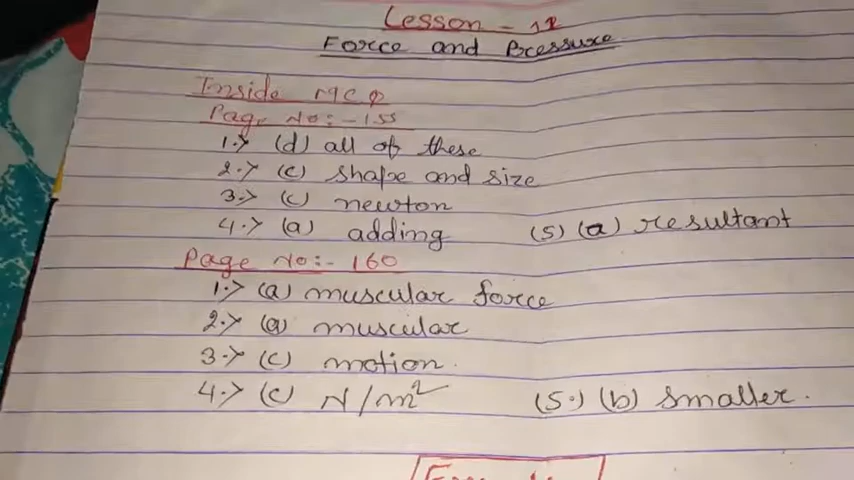 Lesson - 12
Force and Pressure
Inside MCQ
Page No:- 155
1.> (d) all of these
2.> (c) shape and size
3.> (c) newton
4.> (a) adding (5) (a) resultant
Page No:- 160
1.> (a) muscular force
2.> (a) muscular
3.> (c) motion.
4.> (c) N/m² (5.) (b) smaller.